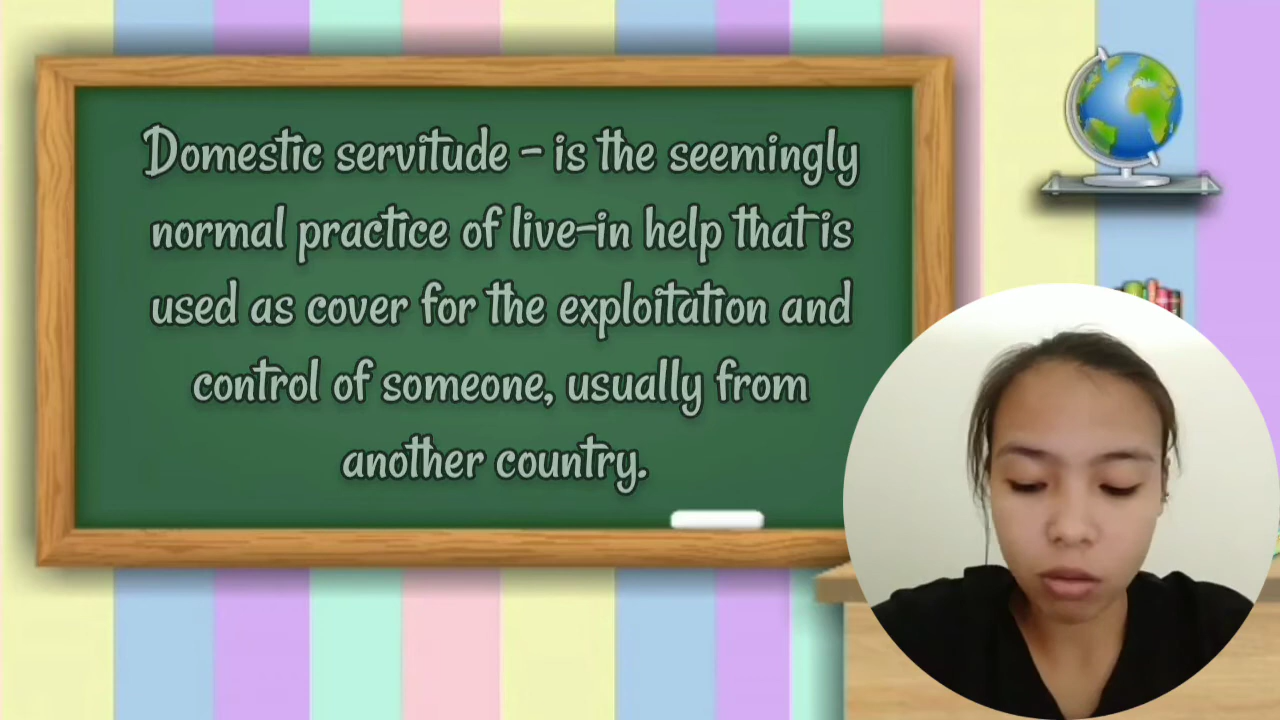 Domestic servitude - is the seemingly
normal practice of live-in help that is
used as cover for the exploitation and
control of someone, usually from
another country.